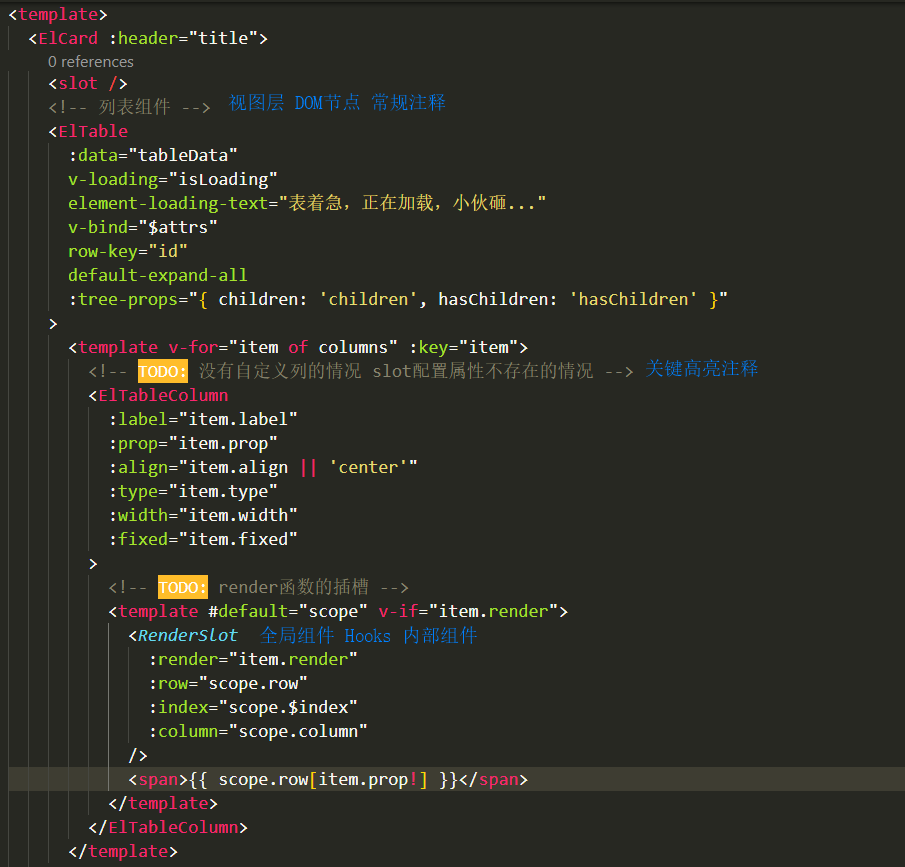 <template>
<ElCard :header="title">
0 references
<slot />
<!-- 列表组件 --> 视图层 DOM节点 常规注释
<ElTable
:data="tableData"
v-loading="isLoading"
element-loading-text="表着急，正在加载，小伙砸..."
v-bind="$attrs"
row-key="id"
default-expand-all
:tree-props="{ children: 'children', hasChildren: 'hasChildren' }"
>
<template v-for="item of columns" :key="item">
<!-- TODO: 没有自定义列的情况 slot配置属性不存在的情况 --> 关键高亮注释
<ElTableColumn
:label="item.label"
:prop="item.prop"
:align="item.align || 'center'"
:type="item.type"
:width="item.width"
:fixed="item.fixed"
>
<!-- TODO: render函数的插槽 -->
<template #default="scope" v-if="item.render">
<RenderSlot 全局组件 Hooks 内部组件
:render="item.render"
:row="scope.row"
:index="scope.$index"
:column="scope.column"
/>
<span>{{ scope.row[item.prop!] }}</span>
</template>
</ElTableColumn>
</template>